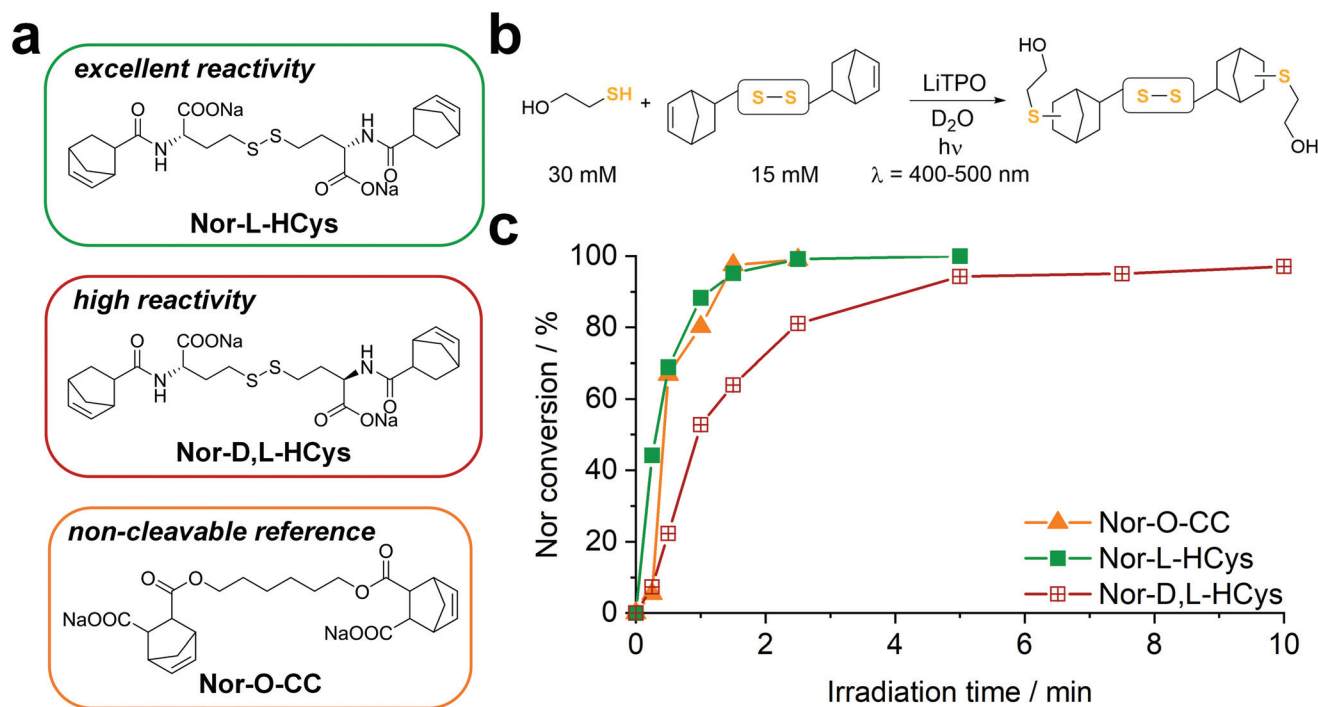 a
excellent reactivity
O
COONa
N
H
S
S
H
N
O
O
ONa
Nor-L-HCys
high reactivity
O
COONa
N
H
S
S
H
N
O
O
ONa
Nor-D,L-HCys
non-cleavable reference
O
O
O
O
NaOOC
NaOOC
Nor-O-CC
b
HO
SH
+
S–S
LiTPO
D2O
hν
λ = 400-500 nm
30 mM
15 mM
HO
S
S–S
S
OH
c
Nor conversion / %
100
80
60
40
20
0
Nor-O-CC
Nor-L-HCys
Nor-D,L-HCys
0 2 4 6 8 10
Irradiation time / min